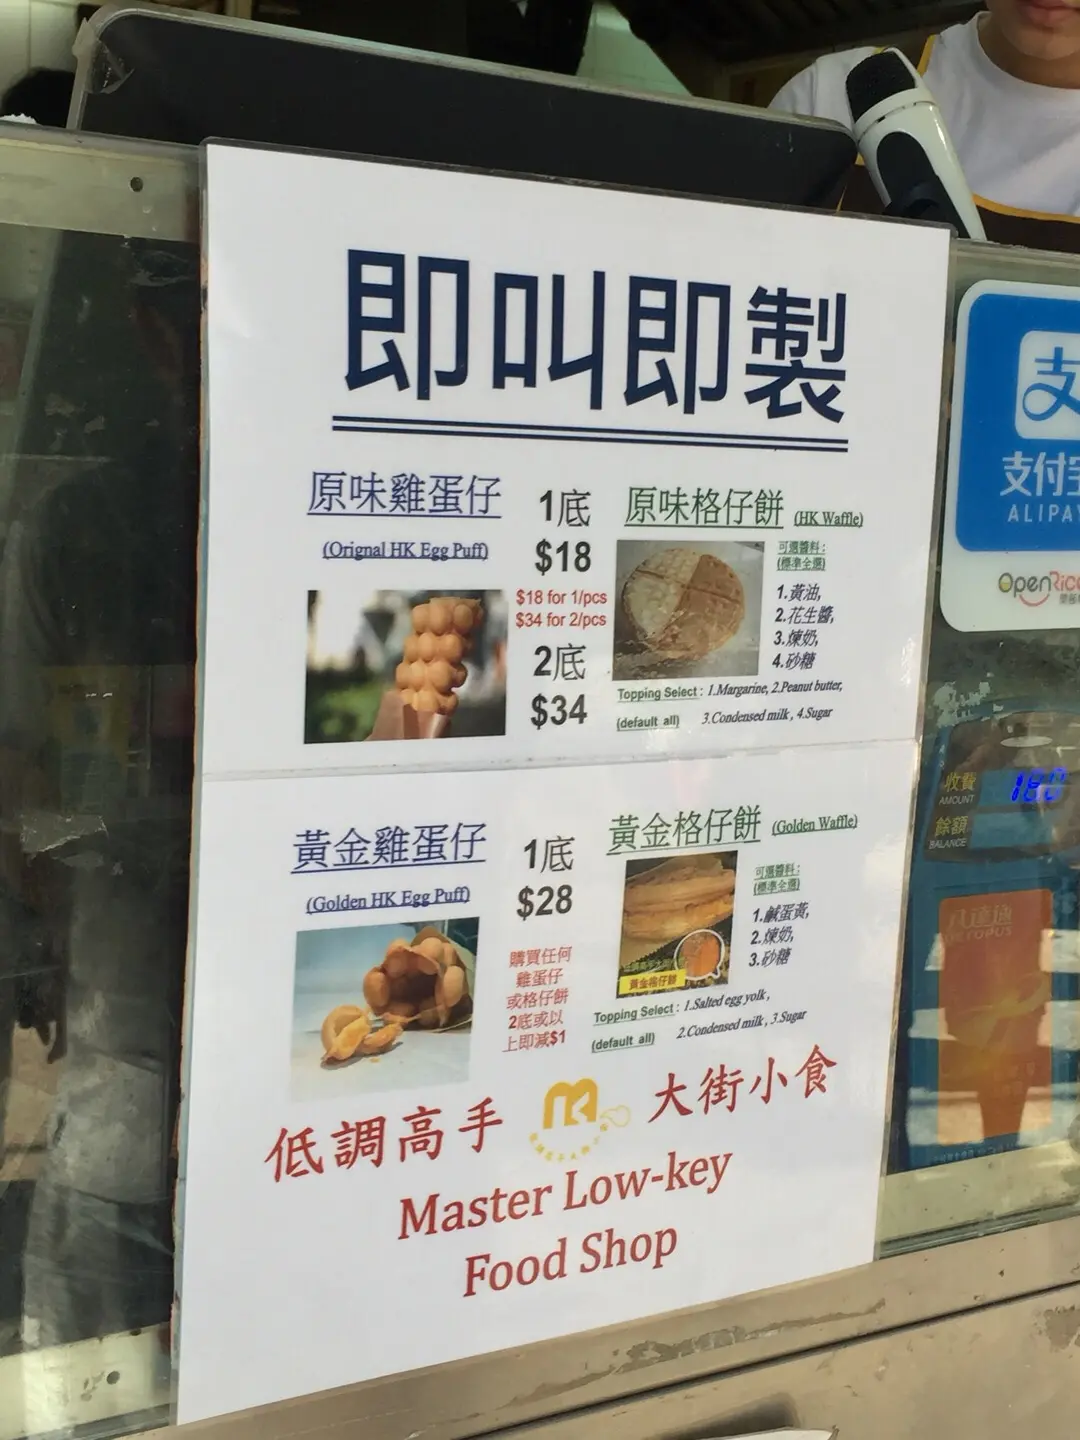 即叫即製
原味雞蛋仔
(Orignal HK Egg Puff)
1底
$18
$18 for 1/pcs
$34 for 2/pcs
2底
$34
原味格仔餅 (HK Waffle)
可選醬料:
(標準全選)
1.黃油,
2.花生醬,
3.煉奶,
4.砂糖
Topping Select : 1.Margarine, 2.Peanut butter,
(default all) 3.Condensed milk , 4.Sugar
黃金雞蛋仔
(Golden HK Egg Puff)
1底
$28
購買任何
雞蛋仔
或格仔餅
2底或以
上即減$1
黃金格仔餅 (Golden Waffle)
可選醬料:
(標準全選)
1.鹹蛋黃,
2.煉奶,
3.砂糖
黃金格仔餅
Topping Select : 1.Salted egg yolk ,
(default all) 2.Condensed milk , 3.Sugar
低調高手 大街小食
Master Low-key
Food Shop
支
支付宝
ALIPAY
OpenRice
收費
AMOUNT
180
餘額
BALANCE
八達通
OCTOPUS